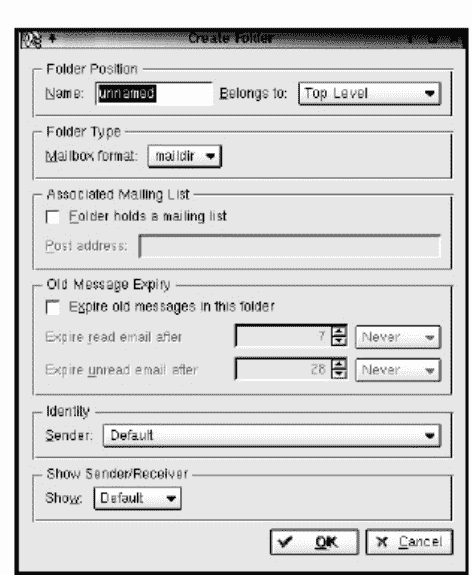 Create Folder
Folder Position
Name: unnamed Belongs to: Top Level
Folder Type
Mailbox format: maildir
Associated Mailing List
Folder holds a mailing list
Post address:
Old Message Expiry
Expire old messages in this folder
Expire read email after 7 Never
Expire unread email after 28 Never
Identity
Sender: Default
Show Sender/Receiver
Show: Default
OK Cancel